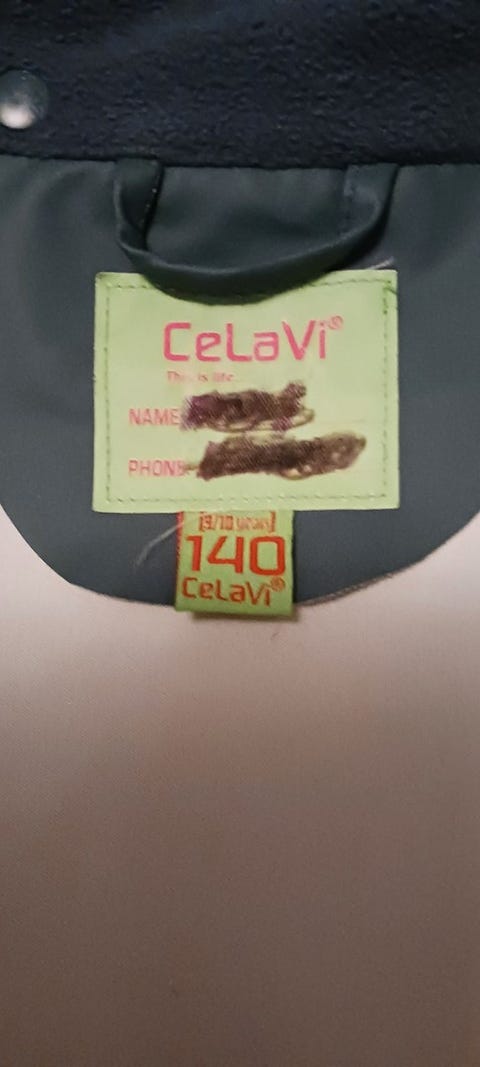 CeLaVi®
This is life...
NAME
PHONE
[9/10 years]
140
CeLaVi®